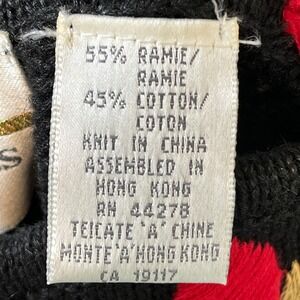 55% RAMIE/
RAMIE
45% COTTON/
COTON
KNIT IN CHINA
ASSEMBLED IN
HONG KONG
RN 44278
TEICATE 'A' CHINE
MONTE 'A' HONG KONG
CA 19117